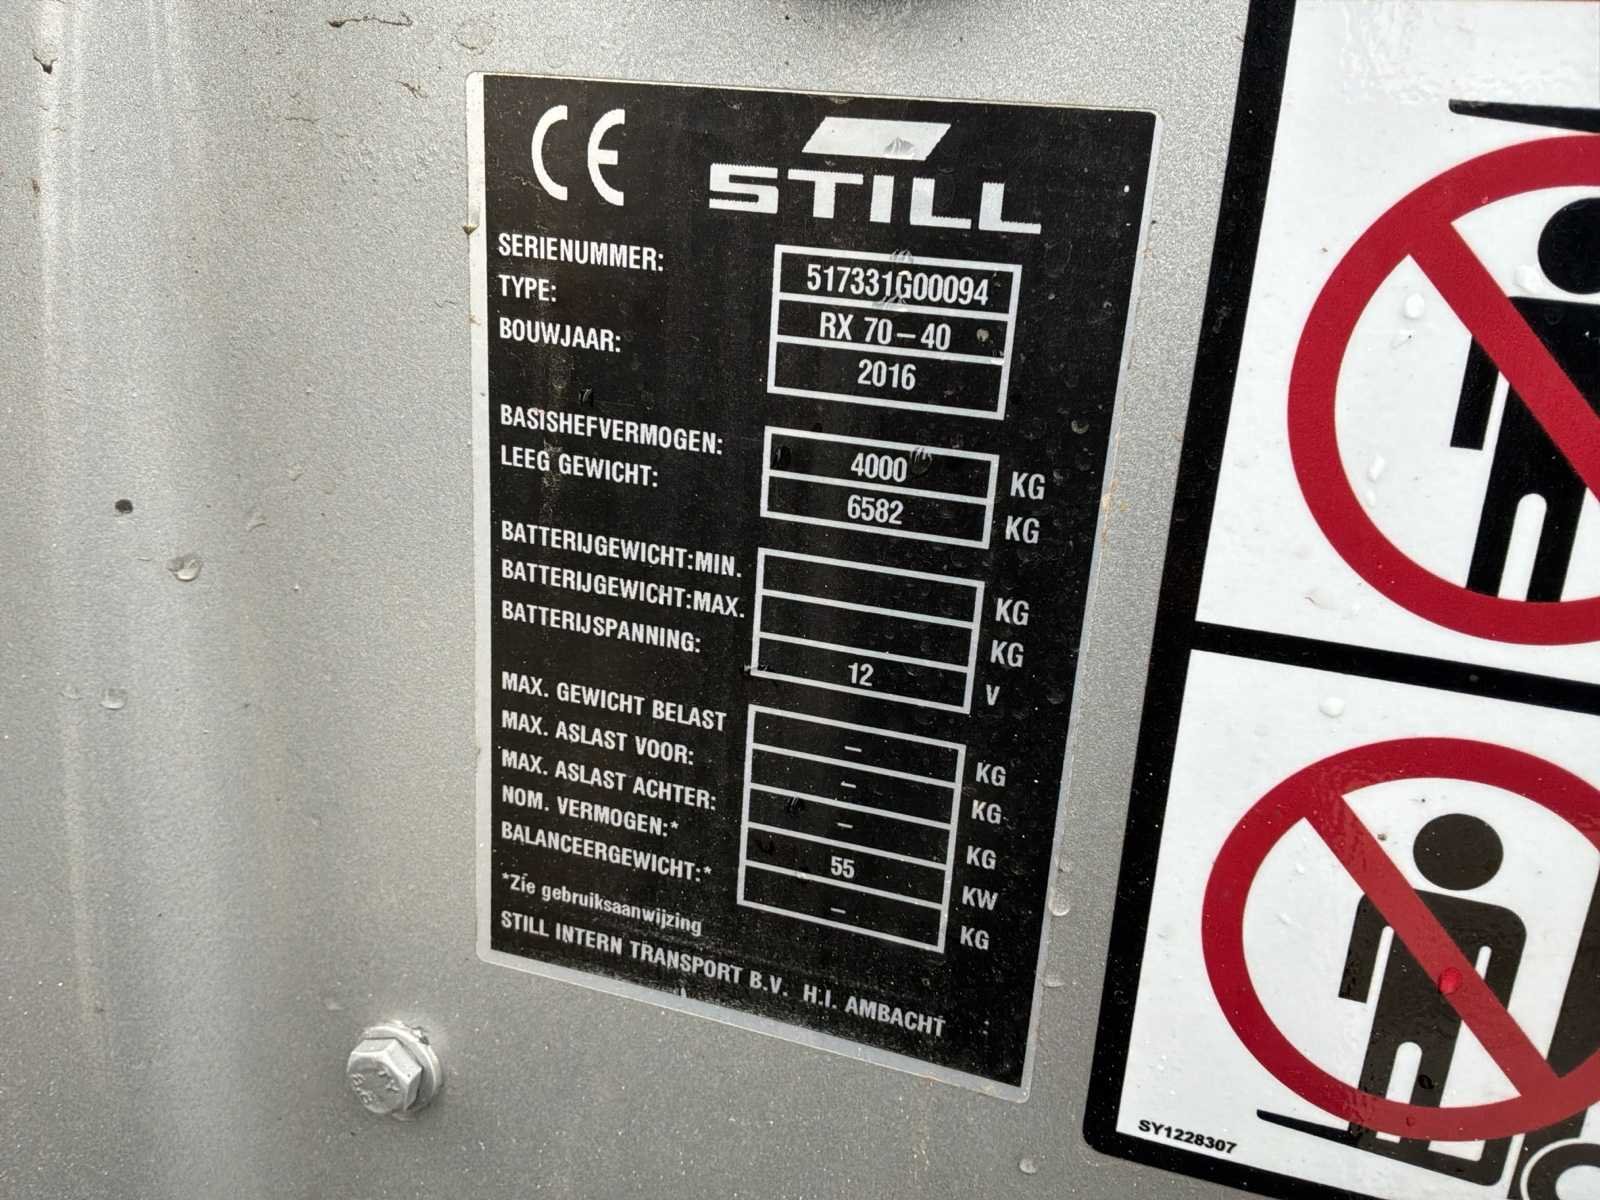 CE
STILL
SERIENUMMER: 517331G00094
TYPE: RX 70-40
BOUWJAAR: 2016
BASISHEFVERMOGEN: 4000 KG
LEEG GEWICHT: 6582 KG
BATTERIJGEWICHT:MIN. KG
BATTERIJGEWICHT:MAX. KG
BATTERIJSPANNING: 12 V
MAX. GEWICHT BELAST – KG
MAX. ASLAST VOOR: – KG
MAX. ASLAST ACHTER: – KG
NOM. VERMOGEN:* 55 KW
BALANCEERGEWICHT:* – KG
*Zie gebruiksaanwijzing
STILL INTERN TRANSPORT B.V. H.I. AMBACHT
SY1228307